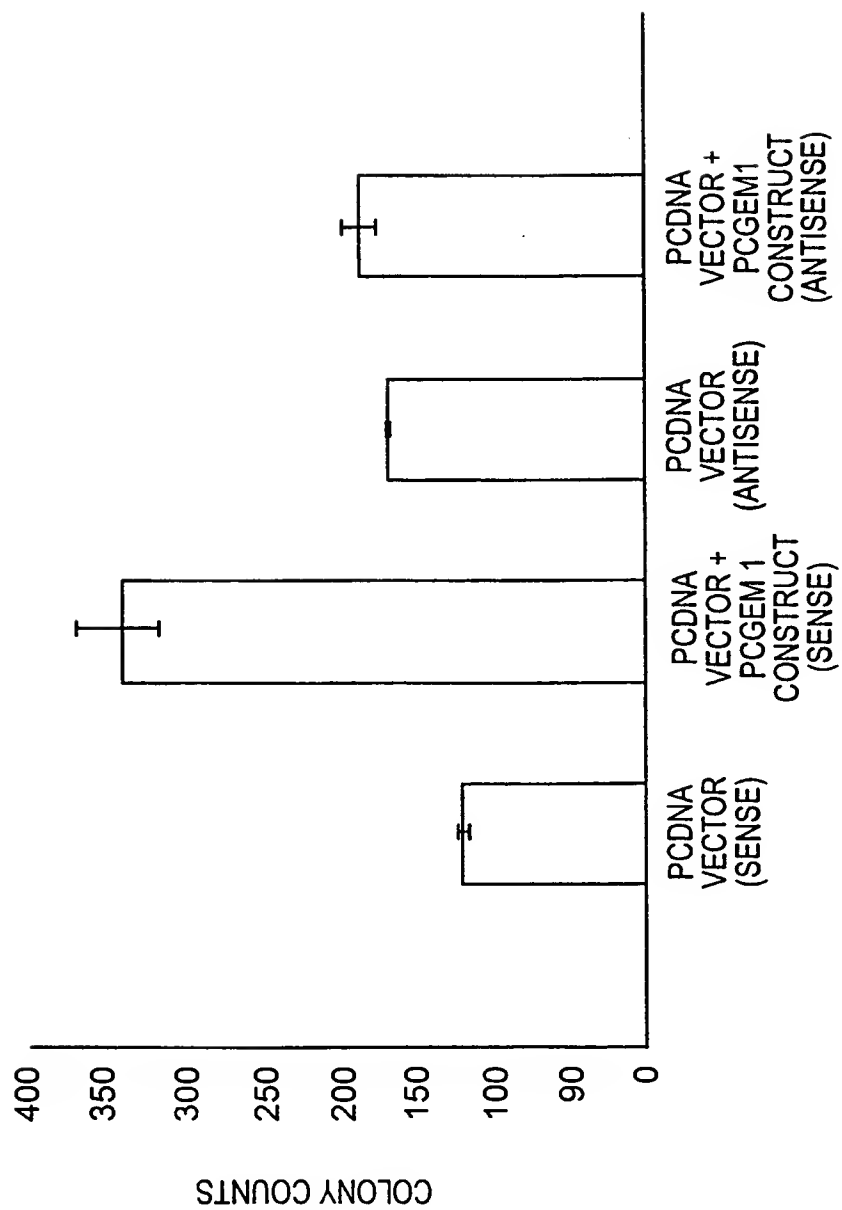 COLONY COUNTS
400
350
300
250
200
150
100
90
0
PCDNA
VECTOR
(SENSE)
PCDNA
VECTOR +
PCGEM 1
CONSTRUCT
(SENSE)
PCDNA
VECTOR
(ANTISENSE)
PCDNA
VECTOR +
PCGEM1
CONSTRUCT
(ANTISENSE)